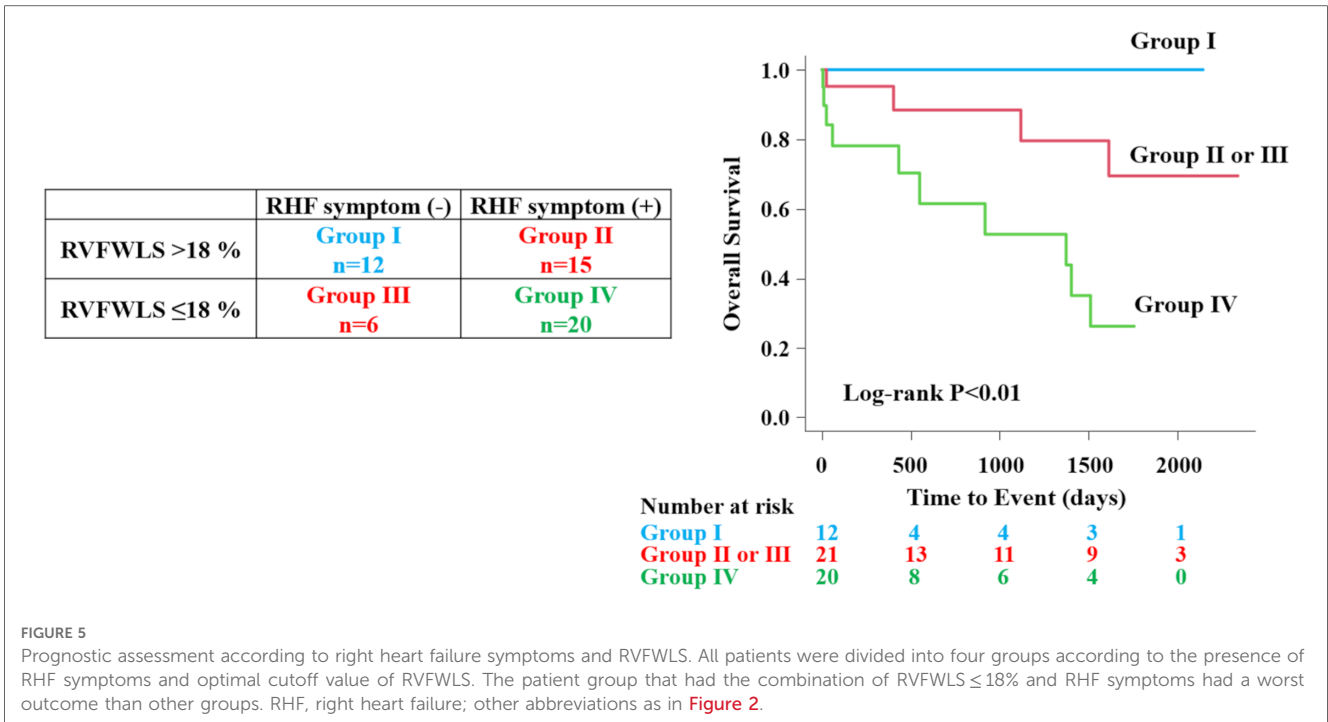 RHF symptom (-) RHF symptom (+)
RVFWLS >18 % Group I n=12 Group II n=15
RVFWLS ≤18 % Group III n=6 Group IV n=20
Group I
Group II or III
Group IV
Overall Survival
1.0
0.8
0.6
0.4
0.2
0.0
Log-rank P<0.01
0 500 1000 1500 2000
Time to Event (days)
Number at risk
Group I 12 4 4 3 1
Group II or III 21 13 11 9 3
Group IV 20 8 6 4 0
FIGURE 5
Prognostic assessment according to right heart failure symptoms and RVFWLS. All patients were divided into four groups according to the presence of
RHF symptoms and optimal cutoff value of RVFWLS. The patient group that had the combination of RVFWLS ≤ 18% and RHF symptoms had a worst
outcome than other groups. RHF, right heart failure; other abbreviations as in Figure 2.